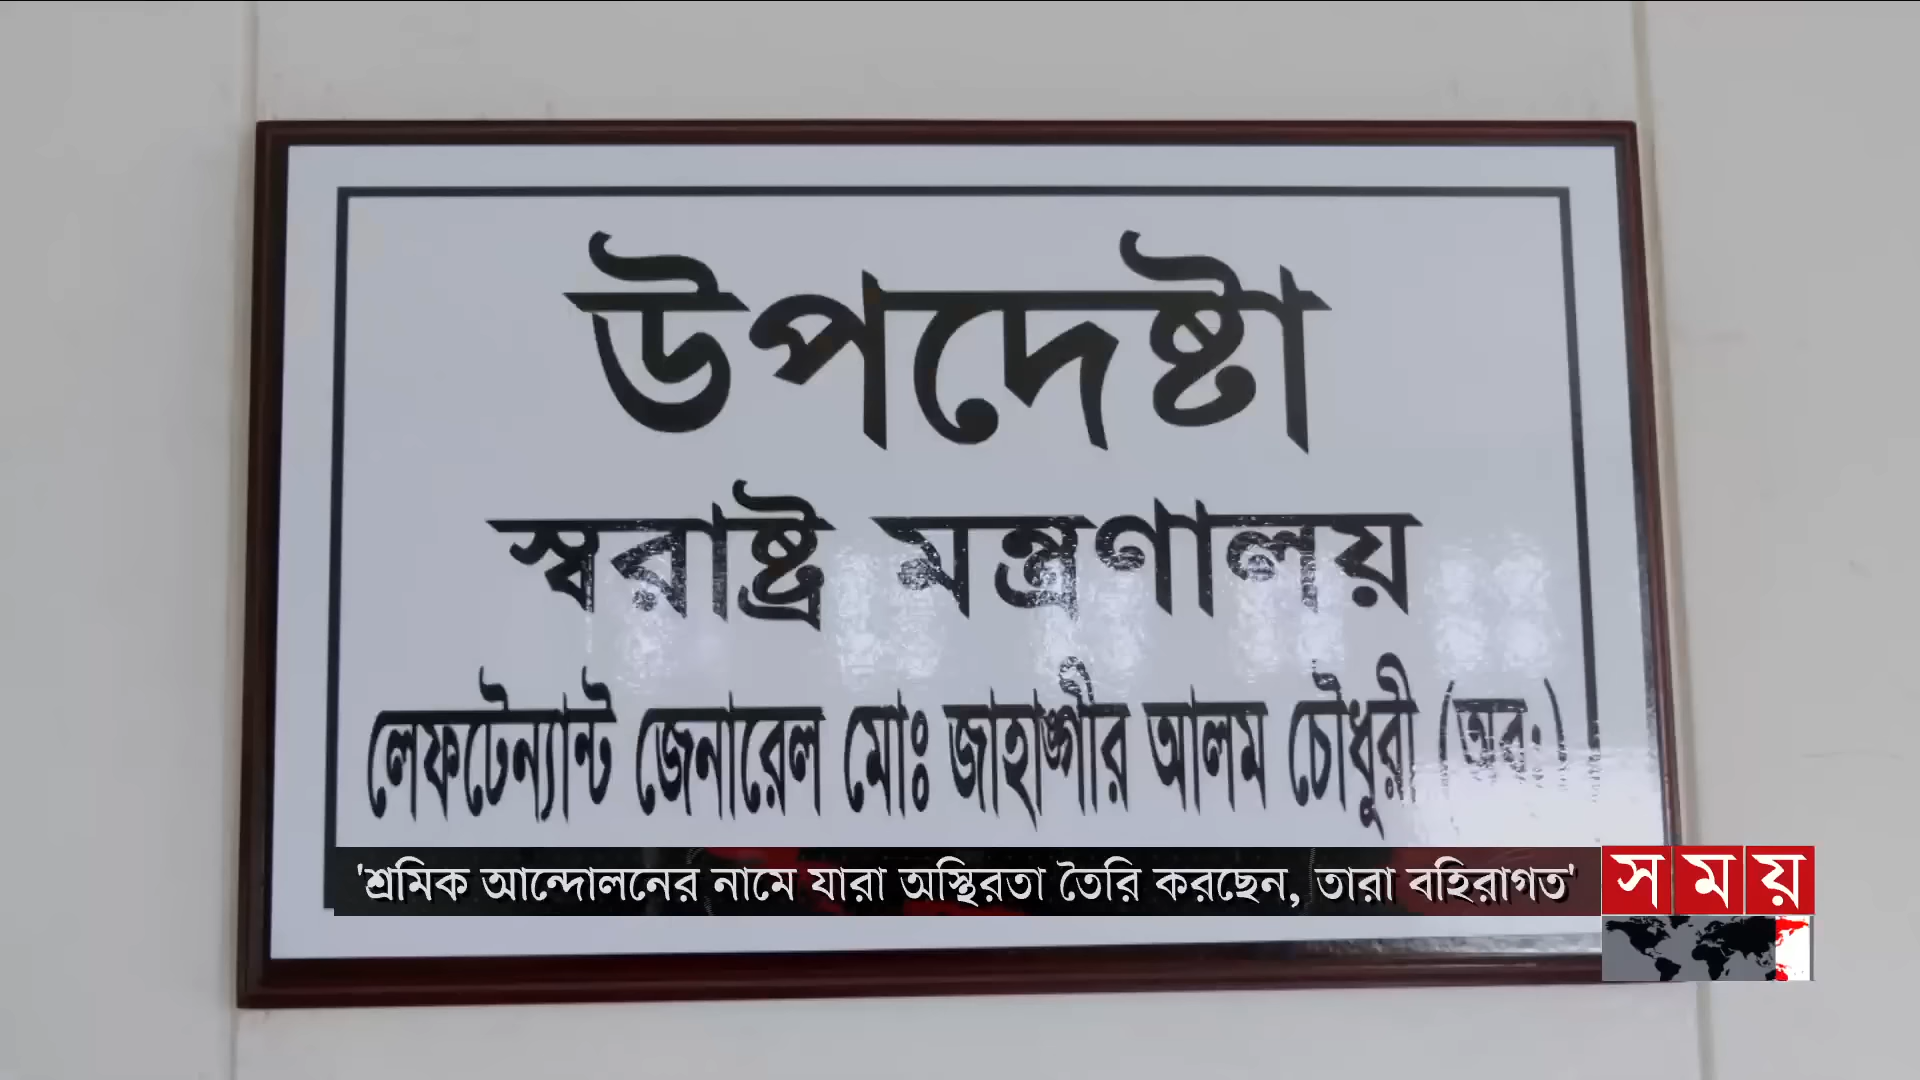 উপদেষ্টা
স্বরাষ্ট্র মন্ত্রণালয়
লেফটেন্যান্ট জেনারেল মোঃ জাহাঙ্গীর আলম চৌধুরী (অবঃ)
'শ্রমিক আন্দোলনের নামে যারা অস্থিরতা তৈরি করছেন, তারা বহিরাগত'
সময়